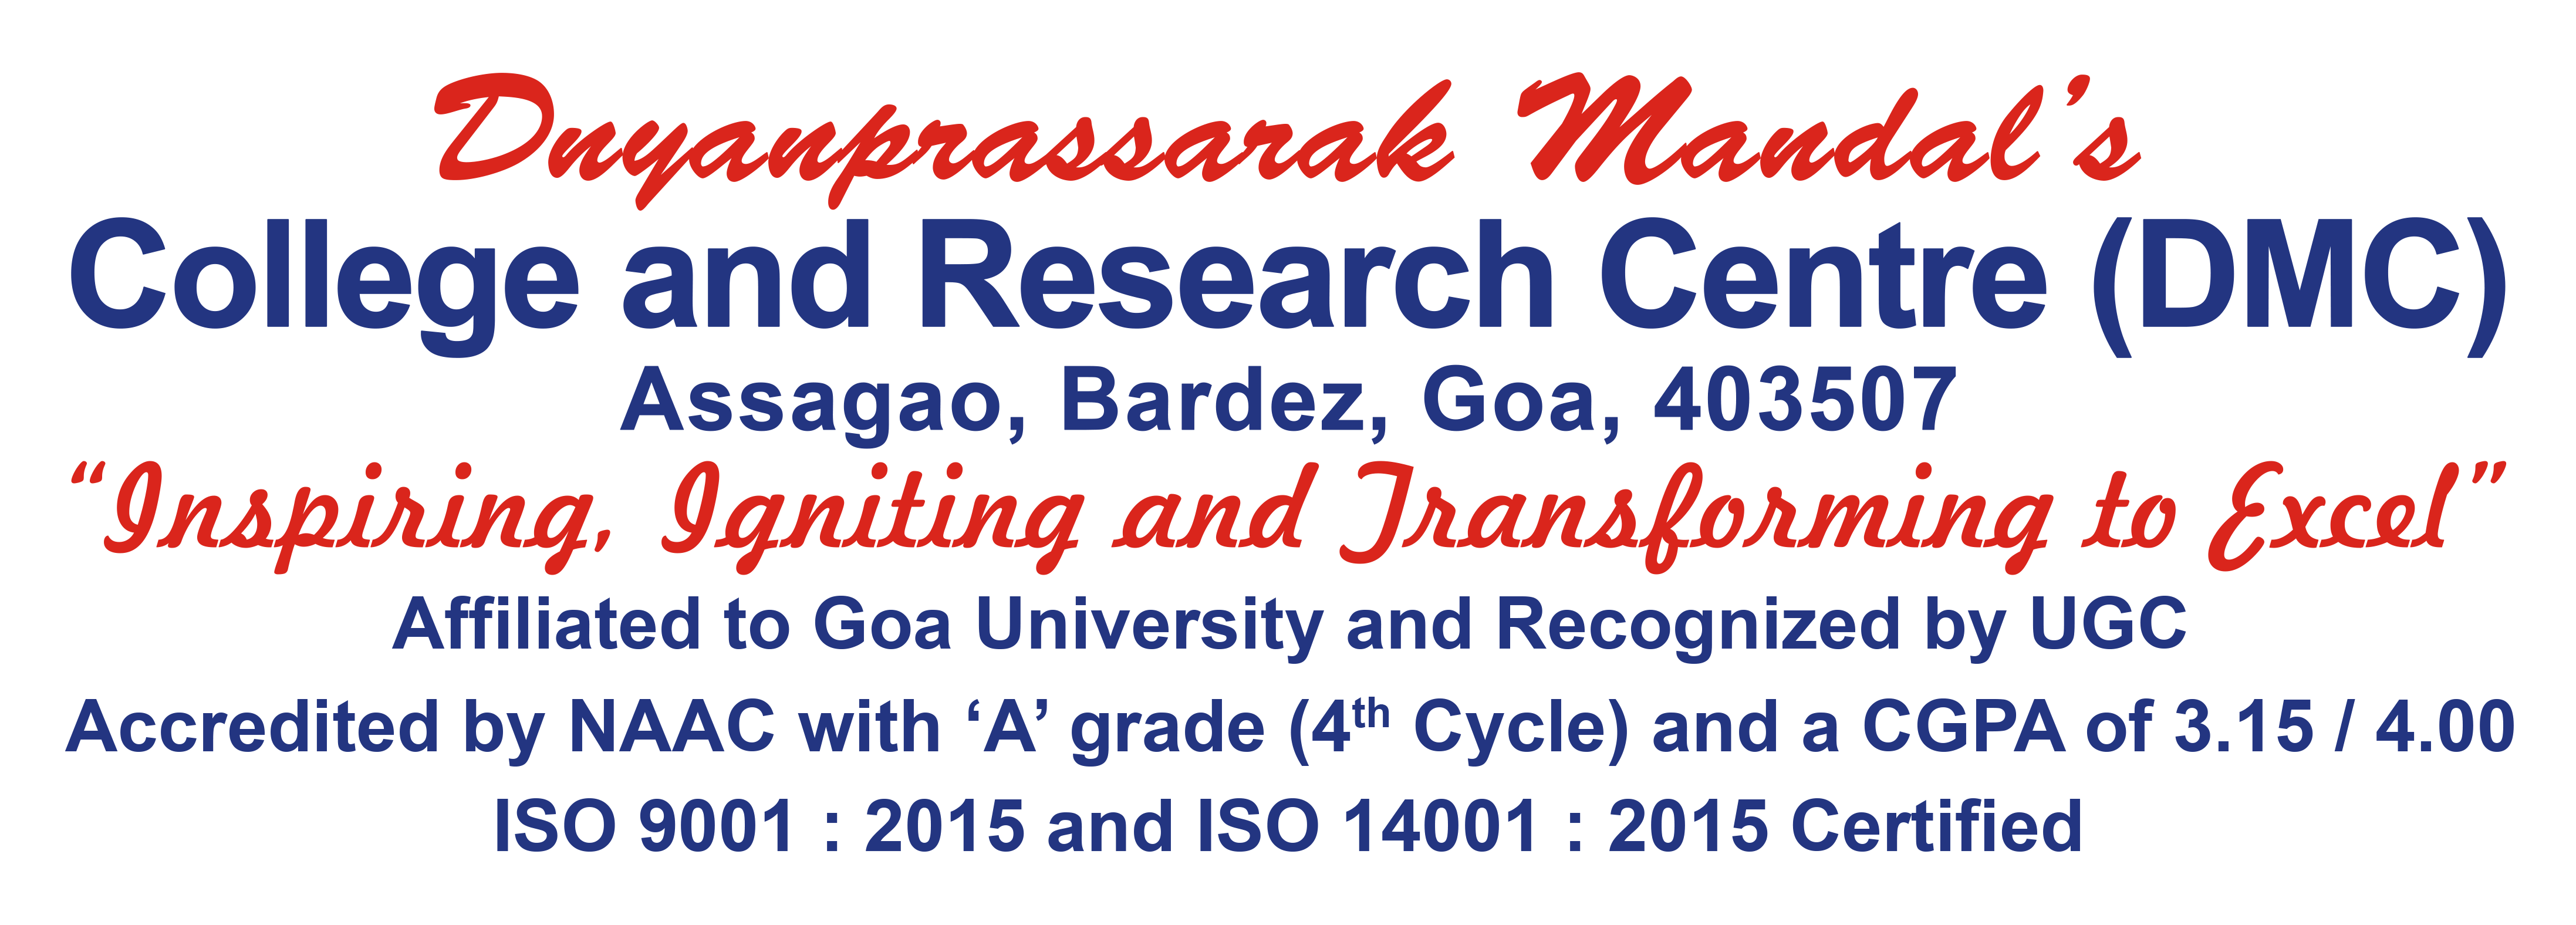 Dnyanprassarak Mandal’s
College and Research Centre (DMC)
Assagao, Bardez, Goa, 403507
“Inspiring, Igniting and Transforming to Excel”
Affiliated to Goa University and Recognized by UGC
Accredited by NAAC with ‘A’ grade (4th Cycle) and a CGPA of 3.15 / 4.00
ISO 9001 : 2015 and ISO 14001 : 2015 Certified